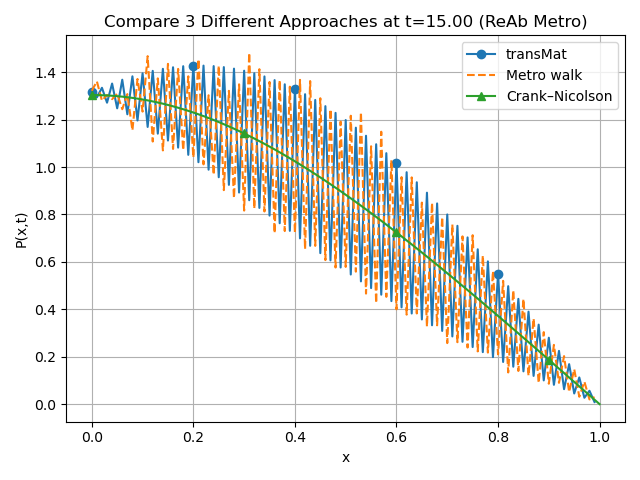 Compare 3 Different Approaches at t=15.00 (ReAb Metro)
transMat
Metro walk
Crank–Nicolson
P(x,t)
1.4
1.2
1.0
0.8
0.6
0.4
0.2
0.0
0.0 0.2 0.4 0.6 0.8 1.0
x